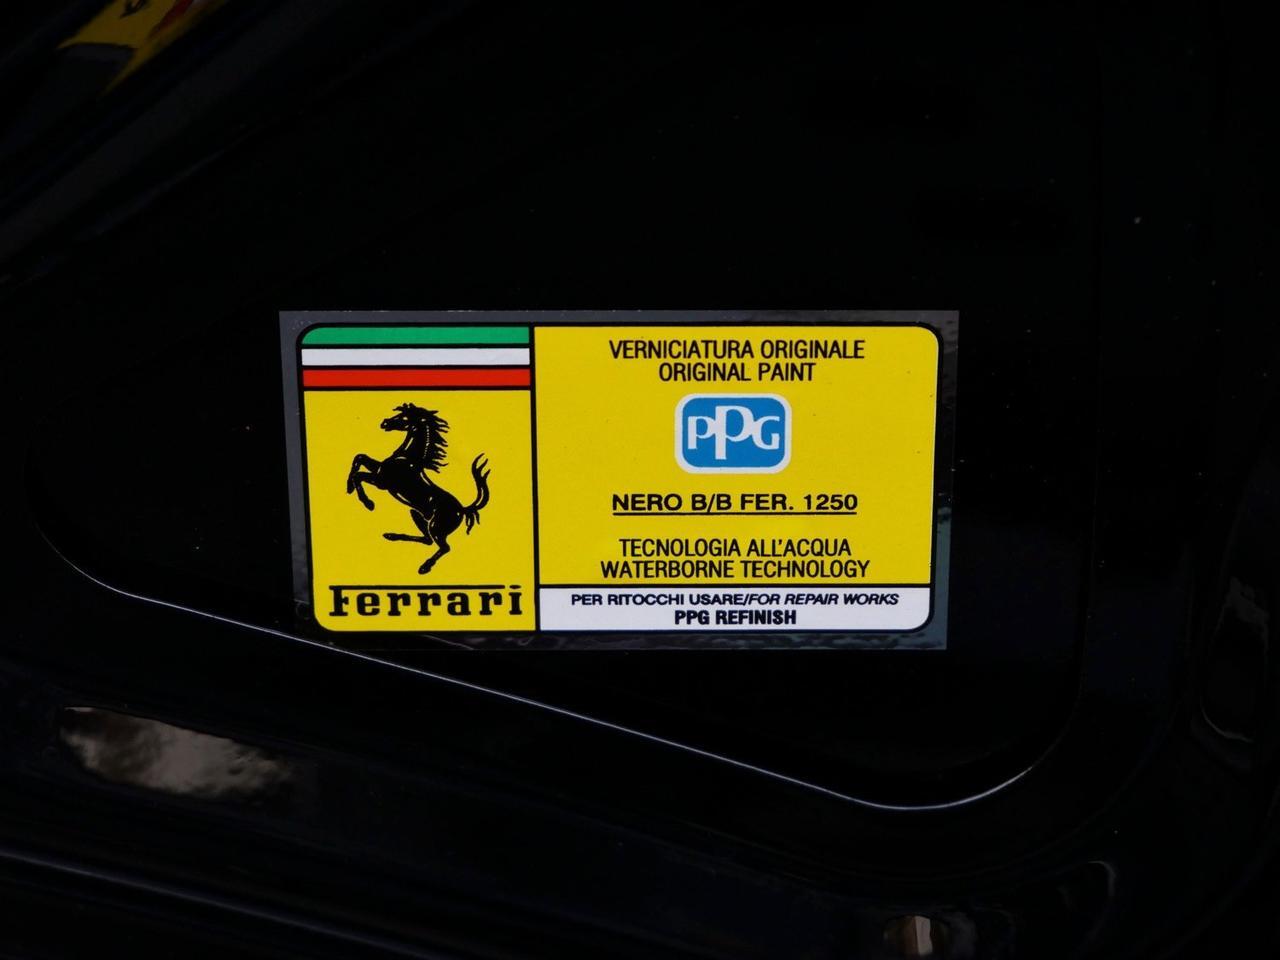 VERNICIATURA ORIGINALE
ORIGINAL PAINT
PPG
NERO B/B FER. 1250
TECNOLOGIA ALL'ACQUA
WATERBORNE TECHNOLOGY
Ferrari
PER RITOCCHI USARE/FOR REPAIR WORKS
PPG REFINISH